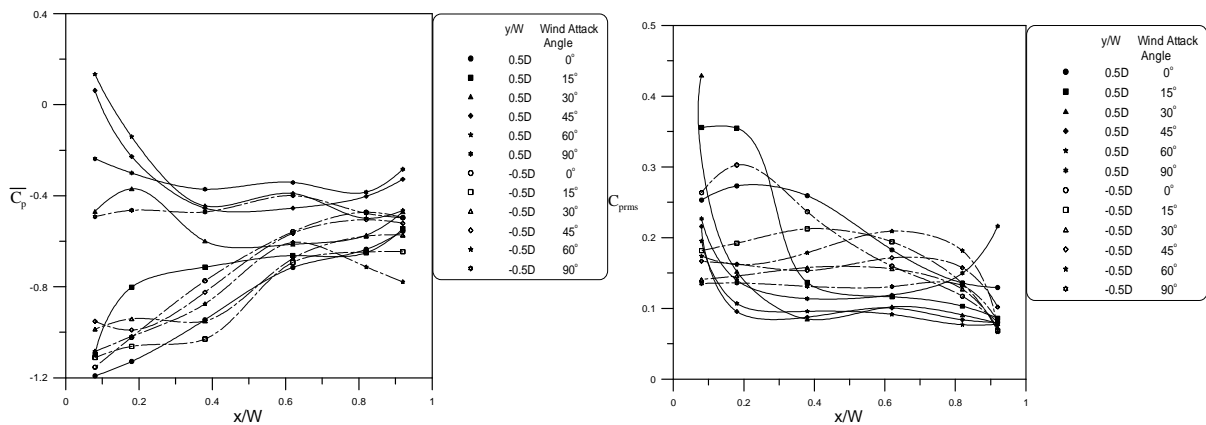 0.4
0
-0.4
-0.8
-1.2
C̅p
0 0.2 0.4 0.6 0.8 1
x/W
y/W Wind Attack
Angle
0.5D 0°
0.5D 15°
0.5D 30°
0.5D 45°
0.5D 60°
0.5D 90°
-0.5D 0°
-0.5D 15°
-0.5D 30°
-0.5D 45°
-0.5D 60°
-0.5D 90°
0.5
0.4
0.3
0.2
0.1
0
Cprms
0 0.2 0.4 0.6 0.8 1
x/W
y/W Wind Attack
Angle
0.5D 0°
0.5D 15°
0.5D 30°
0.5D 45°
0.5D 60°
0.5D 90°
-0.5D 0°
-0.5D 15°
-0.5D 30°
-0.5D 45°
-0.5D 60°
-0.5D 90°